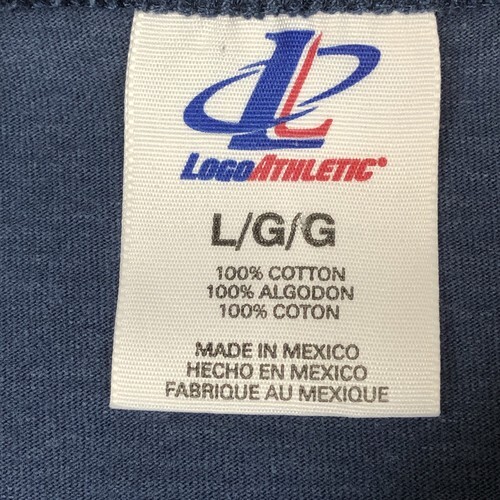 LOGOATHLETIC
L/G/G
100% COTTON
100% ALGODON
100% COTON
MADE IN MEXICO
HECHO EN MEXICO
FABRIQUE AU MEXIQUE